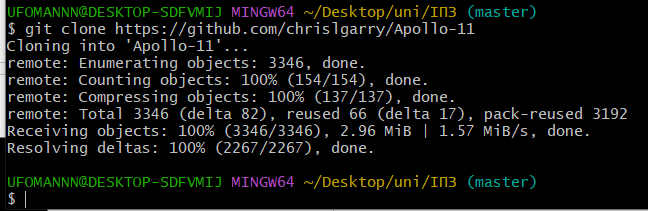 UFOMANNN@DESKTOP-SDFVMIJ MINGW64 ~/Desktop/uni/ІПЗ (master)
$ git clone https://github.com/chrislgarry/Apollo-11
Cloning into 'Apollo-11'...
remote: Enumerating objects: 3346, done.
remote: Counting objects: 100% (154/154), done.
remote: Compressing objects: 100% (137/137), done.
remote: Total 3346 (delta 82), reused 66 (delta 17), pack-reused 3192
Receiving objects: 100% (3346/3346), 2.96 MiB | 1.57 MiB/s, done.
Resolving deltas: 100% (2267/2267), done.
UFOMANNN@DESKTOP-SDFVMIJ MINGW64 ~/Desktop/uni/ІПЗ (master)
$